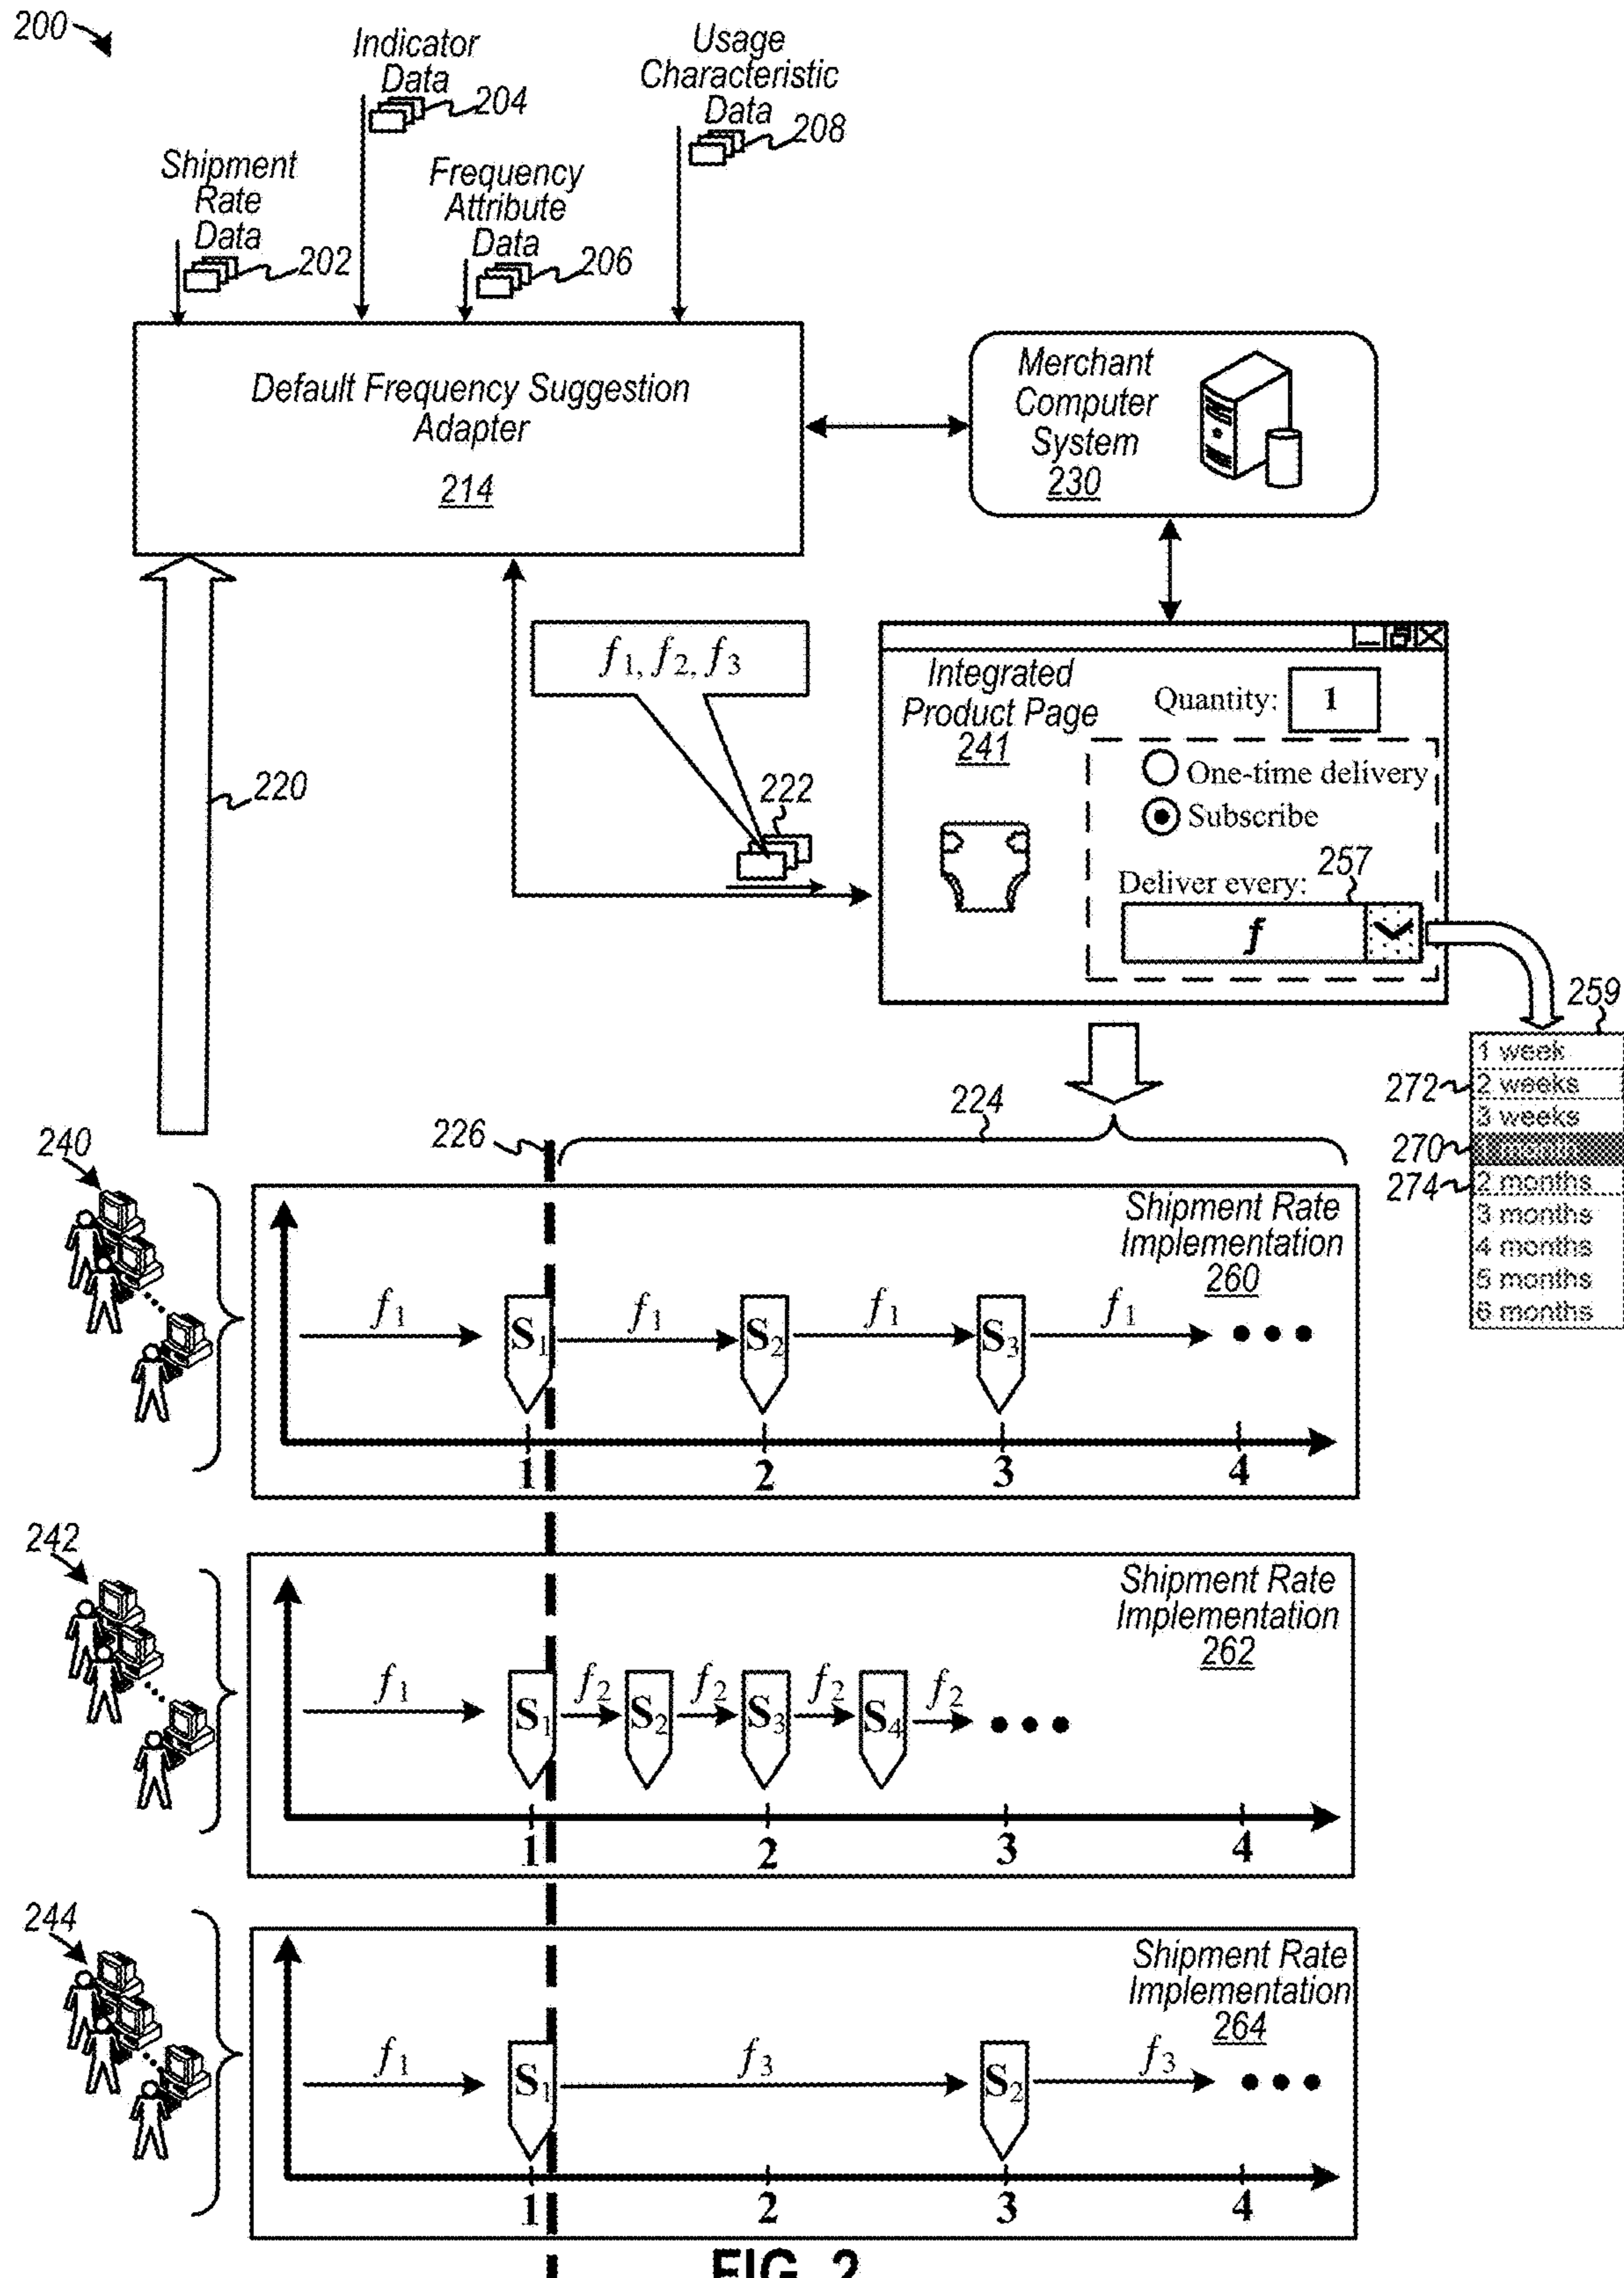 200
Indicator
Data
204
Usage
Characteristic
Data
208
Shipment
Rate
Data
202
Frequency
Attribute
Data
206
Default Frequency Suggestion
Adapter
214
Merchant
Computer
System
230
f1, f2, f3
222
220
Integrated
Product Page
241
Quantity: 1
One-time delivery
Subscribe
Deliver every:
257
f
259
1 week
272
2 weeks
3 weeks
270
month
274
2 months
3 months
4 months
5 months
6 months
226
224
240
Shipment Rate
Implementation
260
f1 S1 f1 S2 f1 S3 f1
1 2 3 4
242
Shipment Rate
Implementation
262
f1 S1 f2 S2 f2 S3 f2 S4 f2
1 2 3 4
244
Shipment Rate
Implementation
264
f1 S1 f3 S2 f3
1 2 3 4
FIG. 2